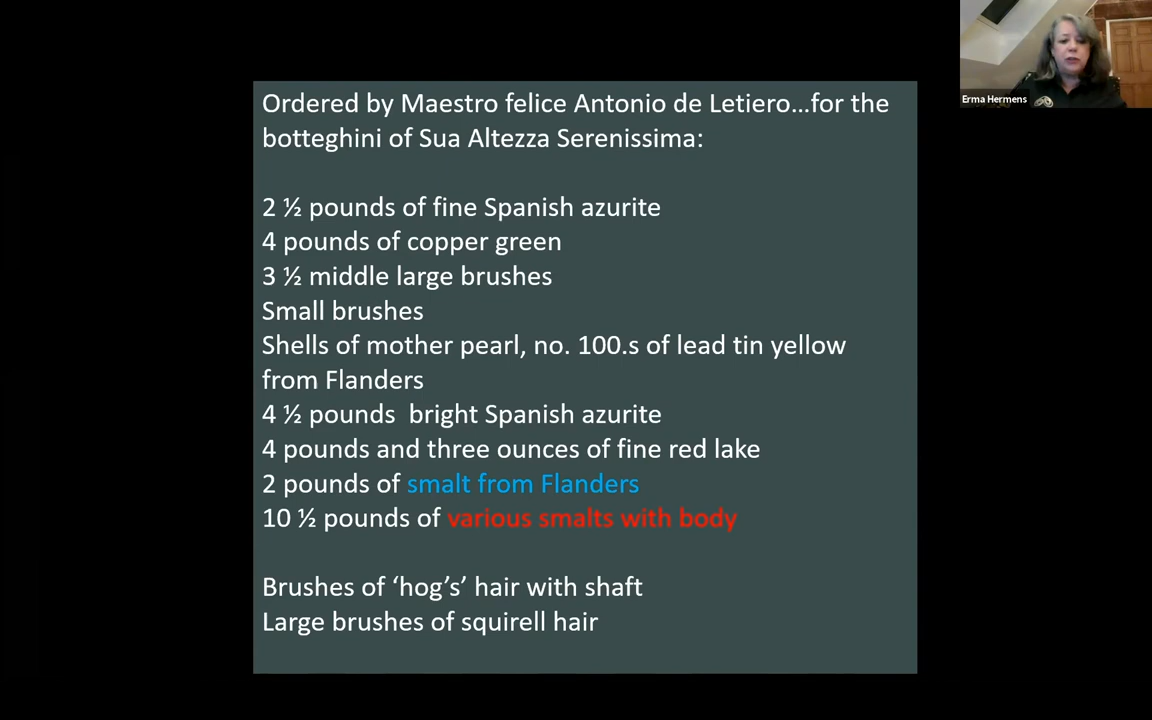 Ordered by Maestro felice Antonio de Letiero...for the
botteghini of Sua Altezza Serenissima:
2 ½ pounds of fine Spanish azurite
4 pounds of copper green
3 ½ middle large brushes
Small brushes
Shells of mother pearl, no. 100.s of lead tin yellow
from Flanders
4 ½ pounds  bright Spanish azurite
4 pounds and three ounces of fine red lake
2 pounds of smalt from Flanders
10 ½ pounds of various smalts with body
Brushes of ‘hog’s’ hair with shaft
Large brushes of squirell hair
Erma Hermens